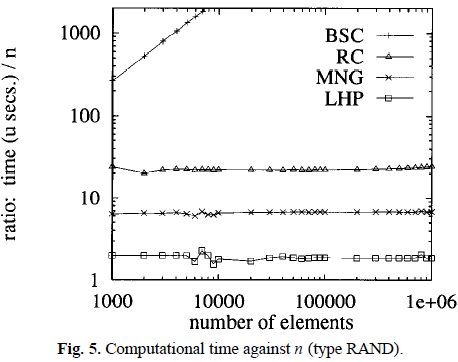 1000
100
10
1
ratio: time (u secs.) / n
BSC
RC
MNG
LHP
1000 10000 100000 1e+06
number of elements
Fig. 5. Computational time against n (type RAND).